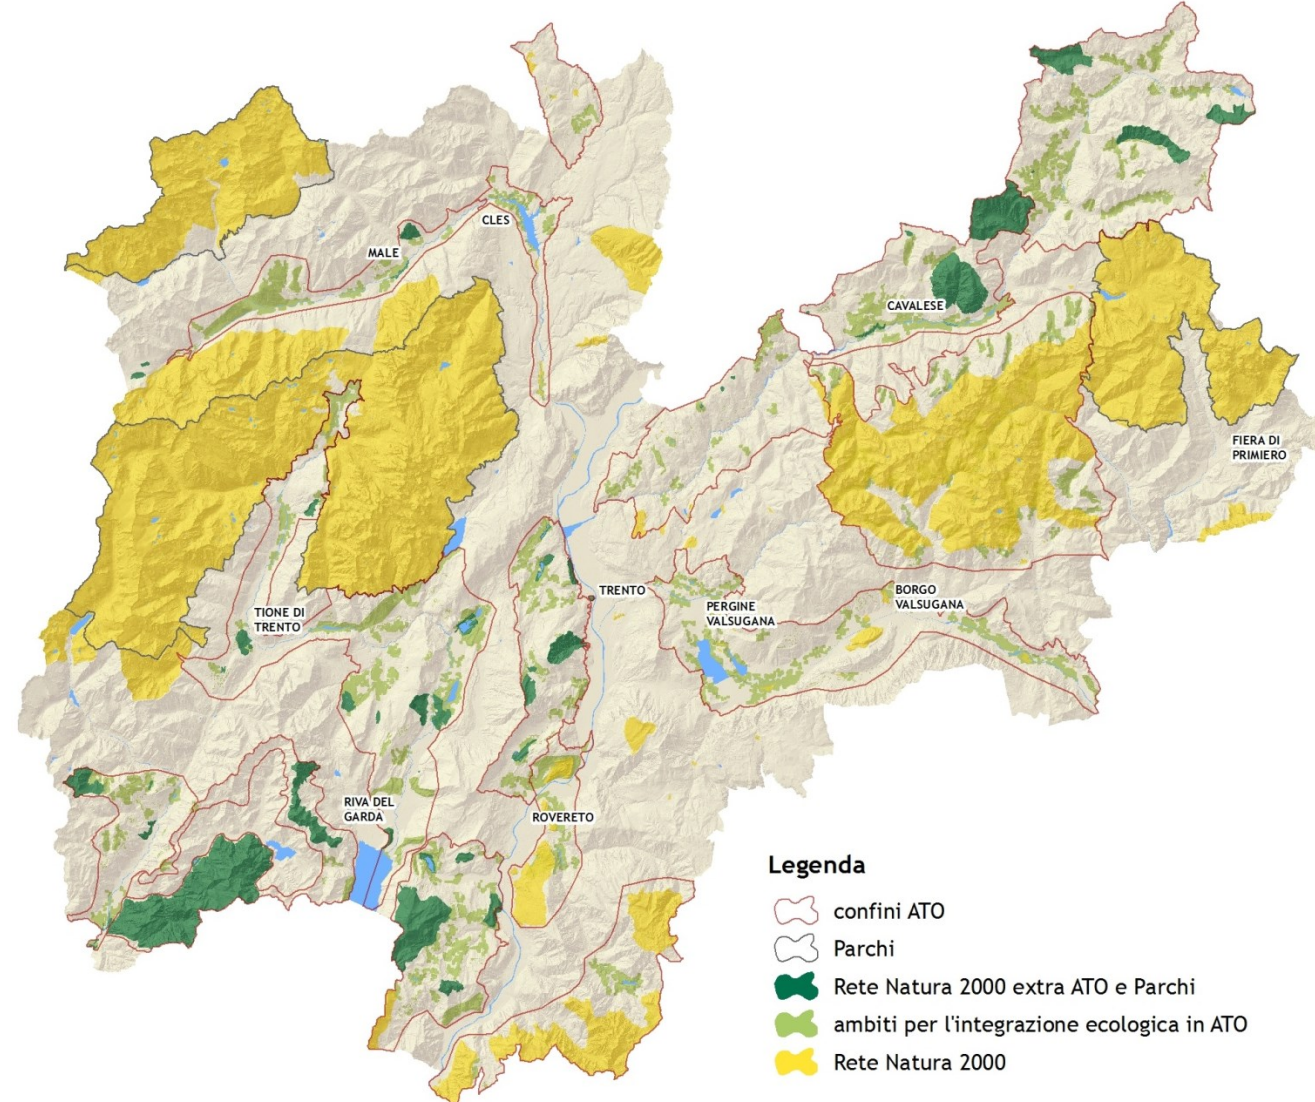 CLES
MALE
CAVALESE
FIERA DI
PRIMIERO
TRENTO
BORGO
VALSUGANA
PERGINE
VALSUGANA
TIONE DI
TRENTO
RIVA DEL
GARDA
ROVERETO
Legenda
confini ATO
Parchi
Rete Natura 2000 extra ATO e Parchi
ambiti per l'integrazione ecologica in ATO
Rete Natura 2000